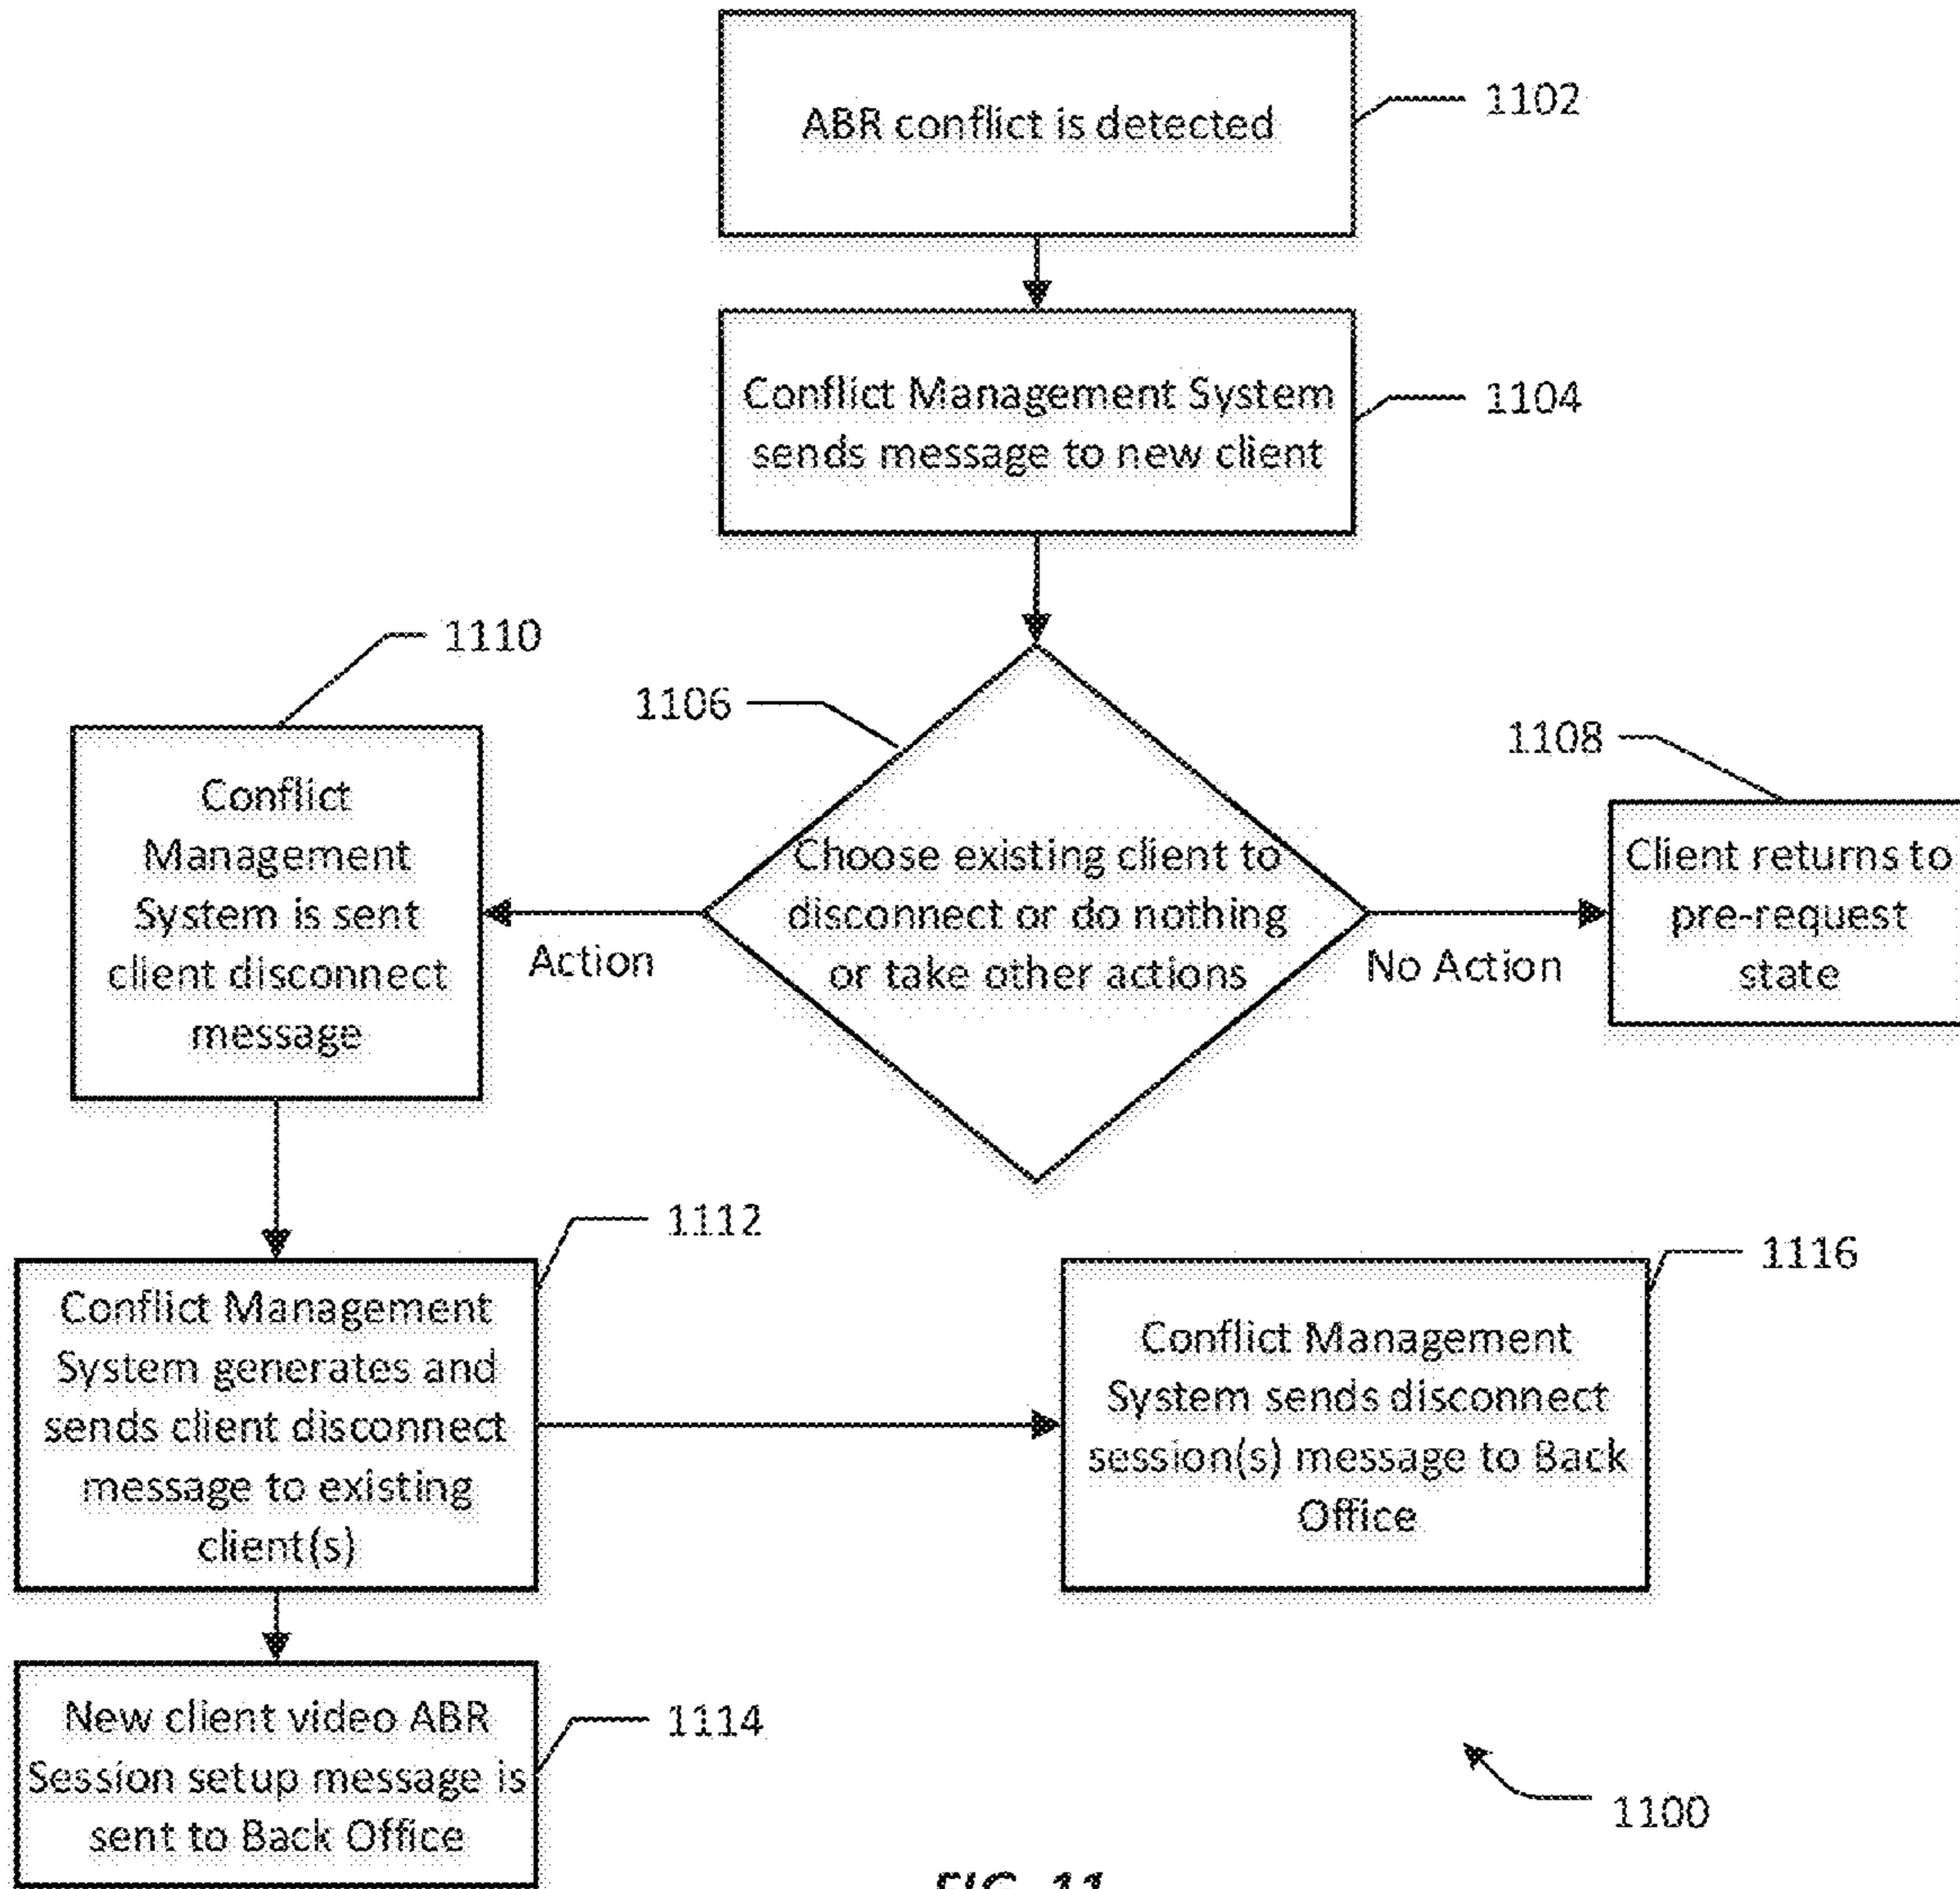 ABR conflict is detected
1102
Conflict Management System
sends message to new client
1104
1110
1106
1108
Conflict
Management
System is sent
client disconnect
message
Action
Choose existing client to
disconnect or do nothing
or take other actions
No Action
Client returns to
pre-request
state
1112
1116
Conflict Management
System generates and
sends client disconnect
message to existing
client(s)
Conflict Management
System sends disconnect
session(s) message to Back
Office
New client video ABR
Session setup message is
sent to Back Office
1114
1100
FIG. 11